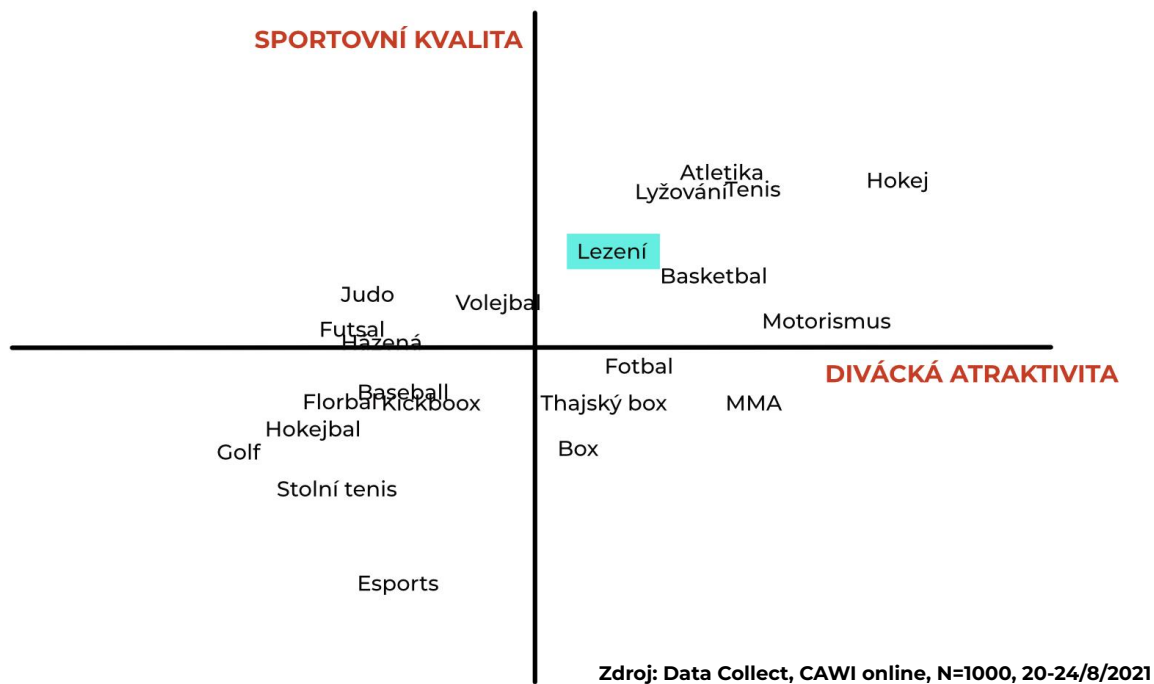 SPORTOVNÍ KVALITA
Atletika
Hokej
Lyžování
Tenis
Lezení
Basketbal
Judo
Volejbal
Motorismus
Futsal
Házená
Fotbal
DIVÁCKÁ ATRAKTIVITA
Baseball
Florbal
Kickboox
Thajský box
MMA
Hokejbal
Golf
Box
Stolní tenis
Esports
Zdroj: Data Collect, CAWI online, N=1000, 20-24/8/2021